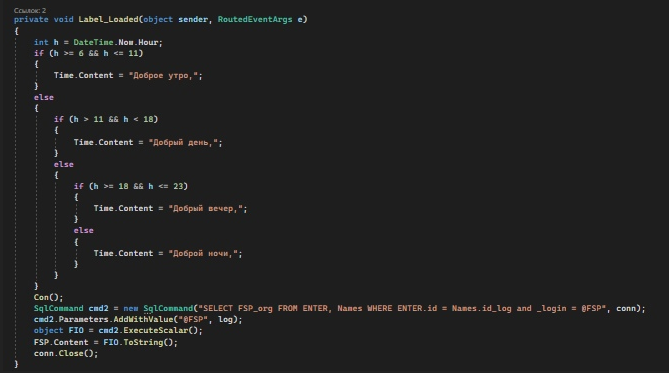 Ссылок: 2
private void Label_Loaded(object sender, RoutedEventArgs e)
{
    int h = DateTime.Now.Hour;
    if (h >= 6 && h <= 11)
    {
        Time.Content = "Доброе утро,";
    }
    else
    {
        if (h > 11 && h < 18)
        {
            Time.Content = "Добрый день,";
        }
        else
        {
            if (h >= 18 && h <= 23)
            {
                Time.Content = "Добрый вечер,";
            }
            else
            {
                Time.Content = "Доброй ночи,";
            }
        }
    }
    Con();
    SqlCommand cmd2 = new SqlCommand("SELECT FSP_org FROM ENTER, Names WHERE ENTER.id = Names.id_log and _login = @FSP", conn);
    cmd2.Parameters.AddWithValue("@FSP", log);
    object FIO = cmd2.ExecuteScalar();
    FSP.Content = FIO.ToString();
    conn.Close();
}